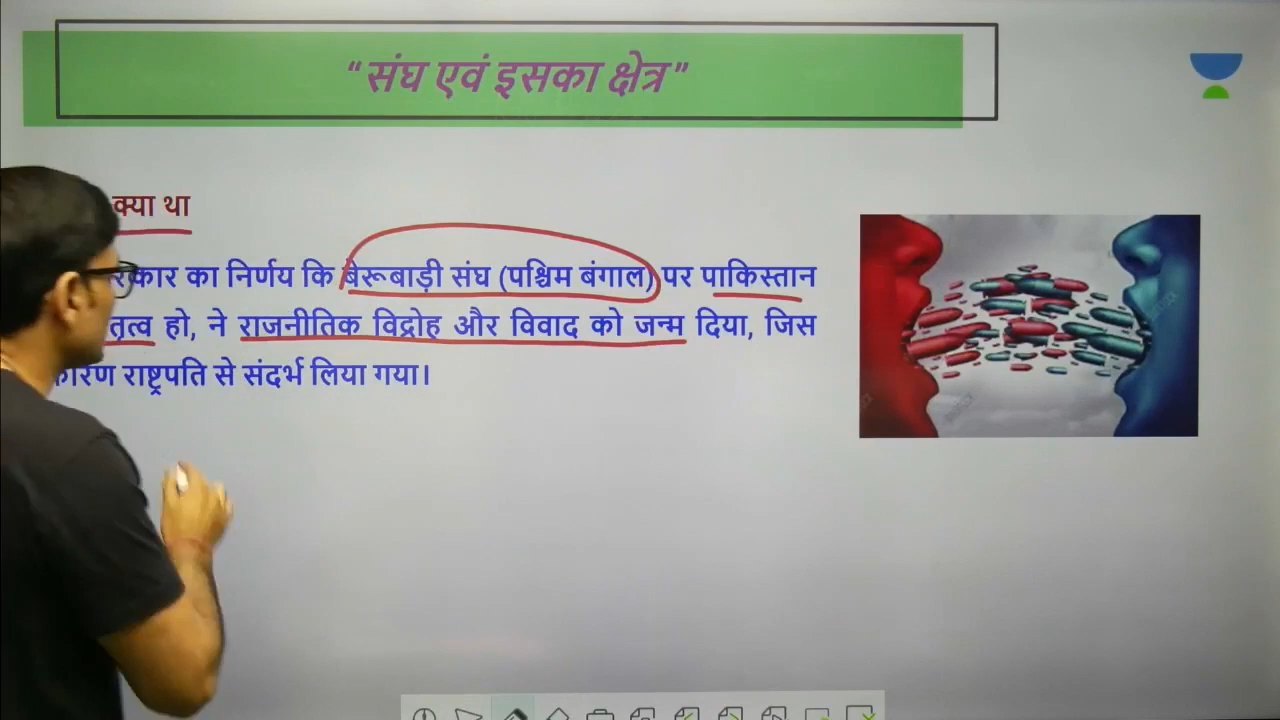 “संघ एवं इसका क्षेत्र”
क्या था
रकार का निर्णय कि बेरूबाड़ी संघ (पश्चिम बंगाल) पर पाकिस्तान
तृत्व हो, ने राजनीतिक विद्रोह और विवाद को जन्म दिया, जिस
कारण राष्ट्रपति से संदर्भ लिया गया।